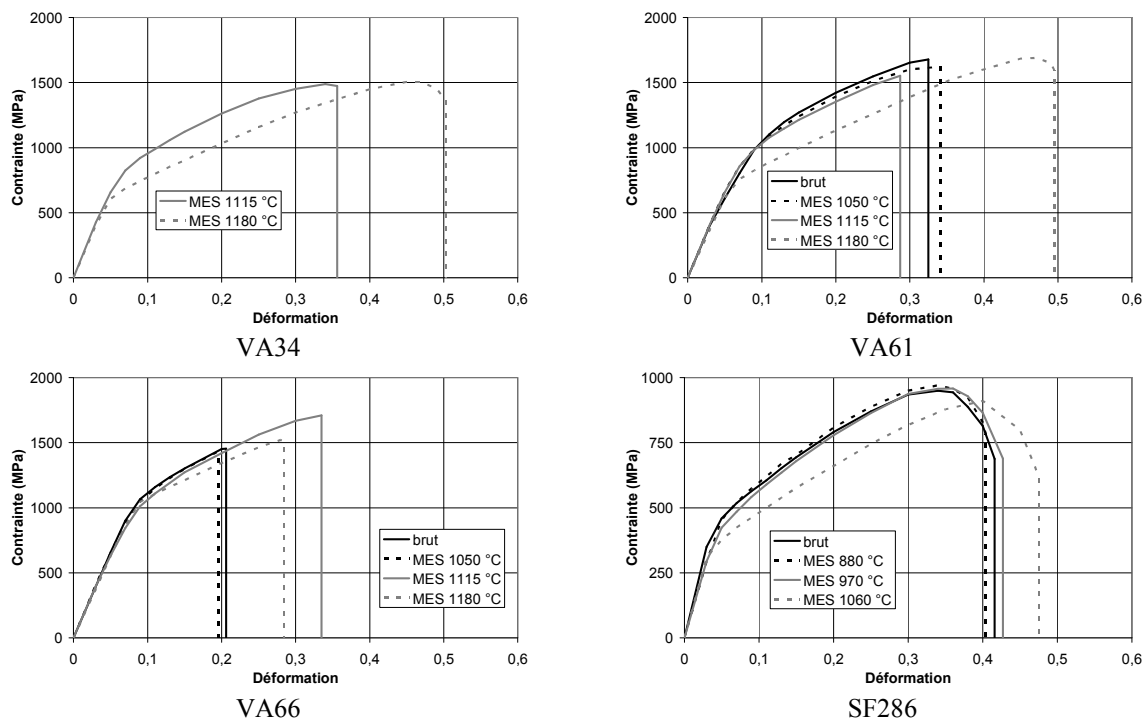 2000
1500
1000
500
0
Contrainte (MPa)
MES 1115 °C
MES 1180 °C
0 0,1 0,2 0,3 0,4 0,5 0,6
Déformation
VA34
2000
1500
1000
500
0
Contrainte (MPa)
brut
MES 1050 °C
MES 1115 °C
MES 1180 °C
0 0,1 0,2 0,3 0,4 0,5 0,6
Déformation
VA61
2000
1500
1000
500
0
Contrainte (MPa)
brut
MES 1050 °C
MES 1115 °C
MES 1180 °C
0 0,1 0,2 0,3 0,4 0,5 0,6
Déformation
VA66
1000
750
500
250
0
Contrainte (MPa)
brut
MES 880 °C
MES 970 °C
MES 1060 °C
0 0,1 0,2 0,3 0,4 0,5 0,6
Déformation
SF286